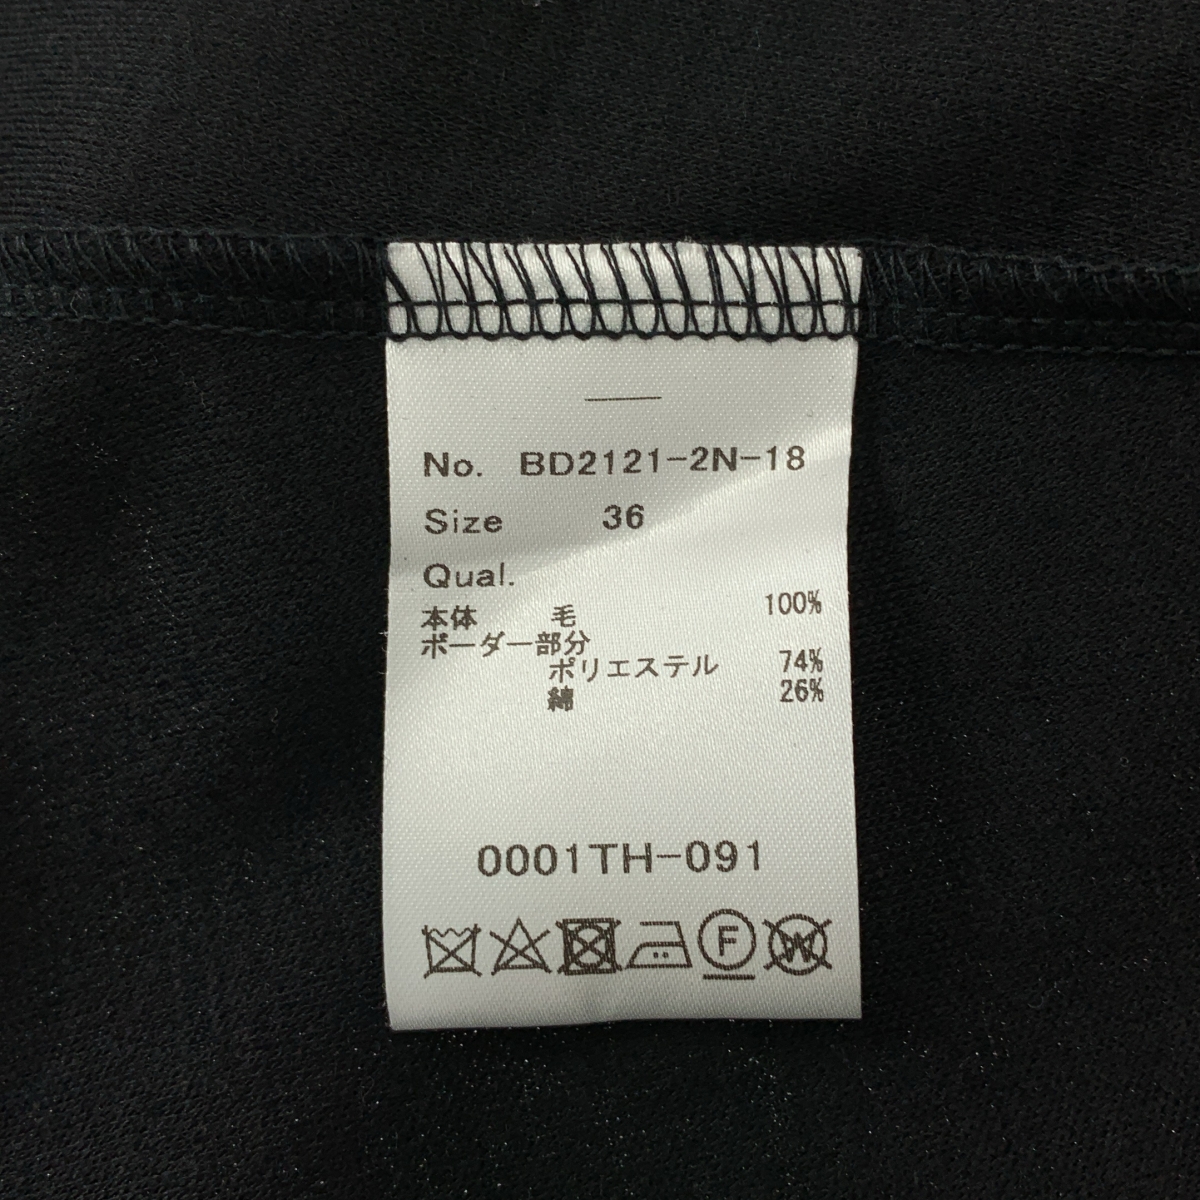 No. BD2121-2N-18
Size 36
Qual.
本体 毛 100%
ボーダー部分
ポリエステル 74%
綿 26%
0001TH-091
F
W